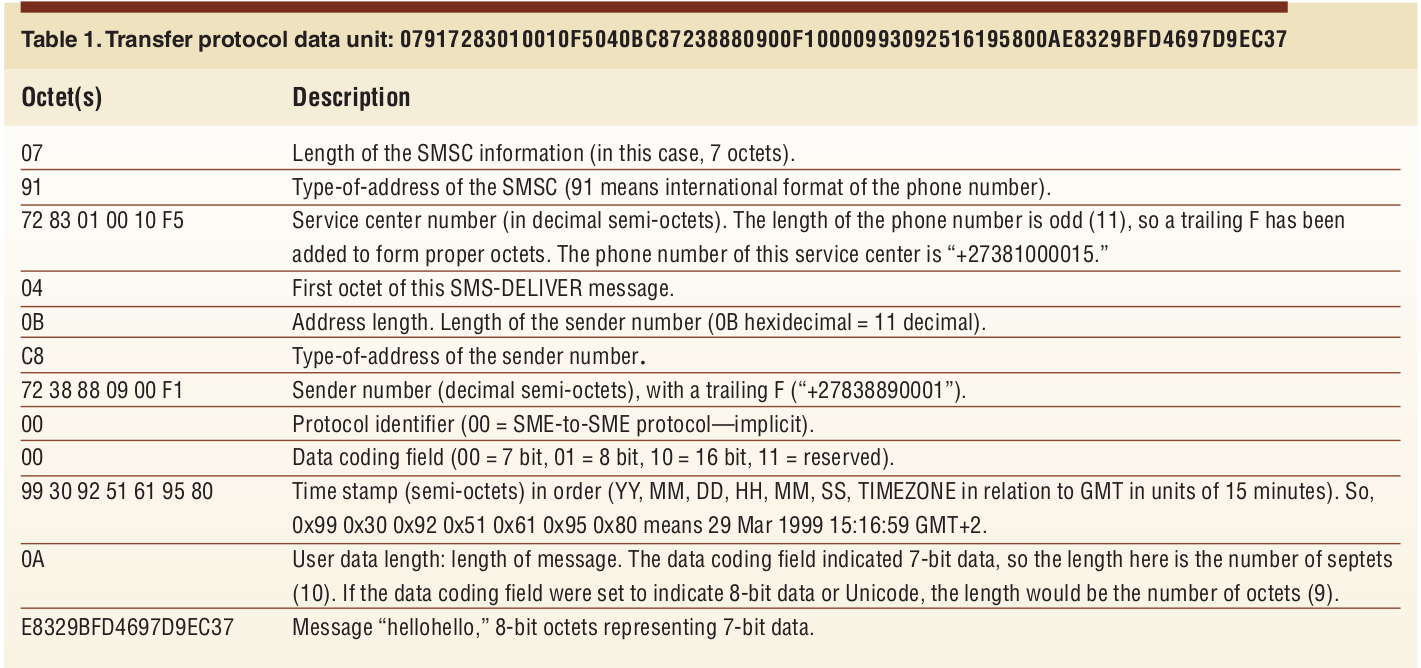 Table 1. Transfer protocol data unit: 07917283010010F5040BC87238880900F10000993092516195800AE8329BFD4697D9EC37
Octet(s) Description
07 Length of the SMSC information (in this case, 7 octets).
91 Type-of-address of the SMSC (91 means international format of the phone number).
72 83 01 00 10 F5 Service center number (in decimal semi-octets). The length of the phone number is odd (11), so a trailing F has been
added to form proper octets. The phone number of this service center is “+27381000015.”
04 First octet of this SMS-DELIVER message.
0B Address length. Length of the sender number (0B hexidecimal = 11 decimal).
C8 Type-of-address of the sender number.
72 38 88 09 00 F1 Sender number (decimal semi-octets), with a trailing F (“+27838890001”).
00 Protocol identifier (00 = SME-to-SME protocol—implicit).
00 Data coding field (00 = 7 bit, 01 = 8 bit, 10 = 16 bit, 11 = reserved).
99 30 92 51 61 95 80 Time stamp (semi-octets) in order (YY, MM, DD, HH, MM, SS, TIMEZONE in relation to GMT in units of 15 minutes). So,
0x99 0x30 0x92 0x51 0x61 0x95 0x80 means 29 Mar 1999 15:16:59 GMT+2.
0A User data length: length of message. The data coding field indicated 7-bit data, so the length here is the number of septets
(10). If the data coding field were set to indicate 8-bit data or Unicode, the length would be the number of octets (9).
E8329BFD4697D9EC37 Message “hellohello,” 8-bit octets representing 7-bit data.